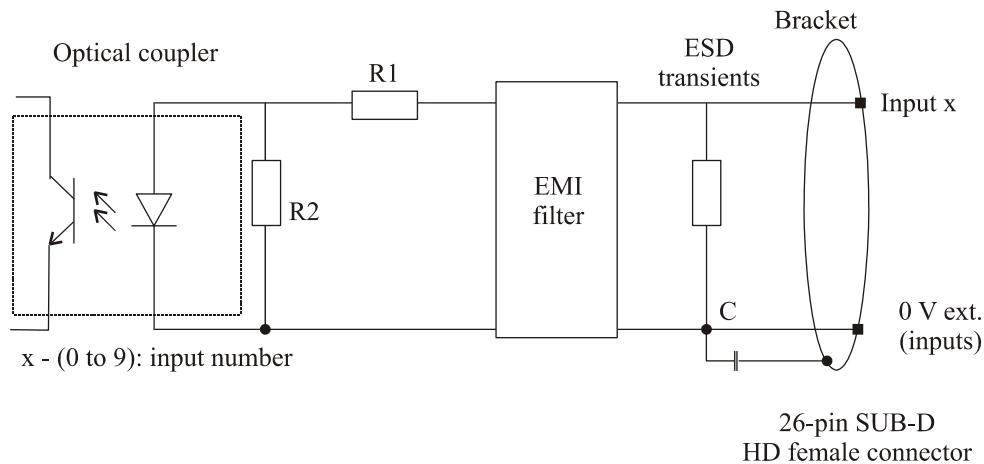 Bracket
Optical coupler
ESD
transients
R1
Input x
EMI
filter
R2
C
0 V ext.
(inputs)
x - (0 to 9): input number
26-pin SUB-D
HD female connector